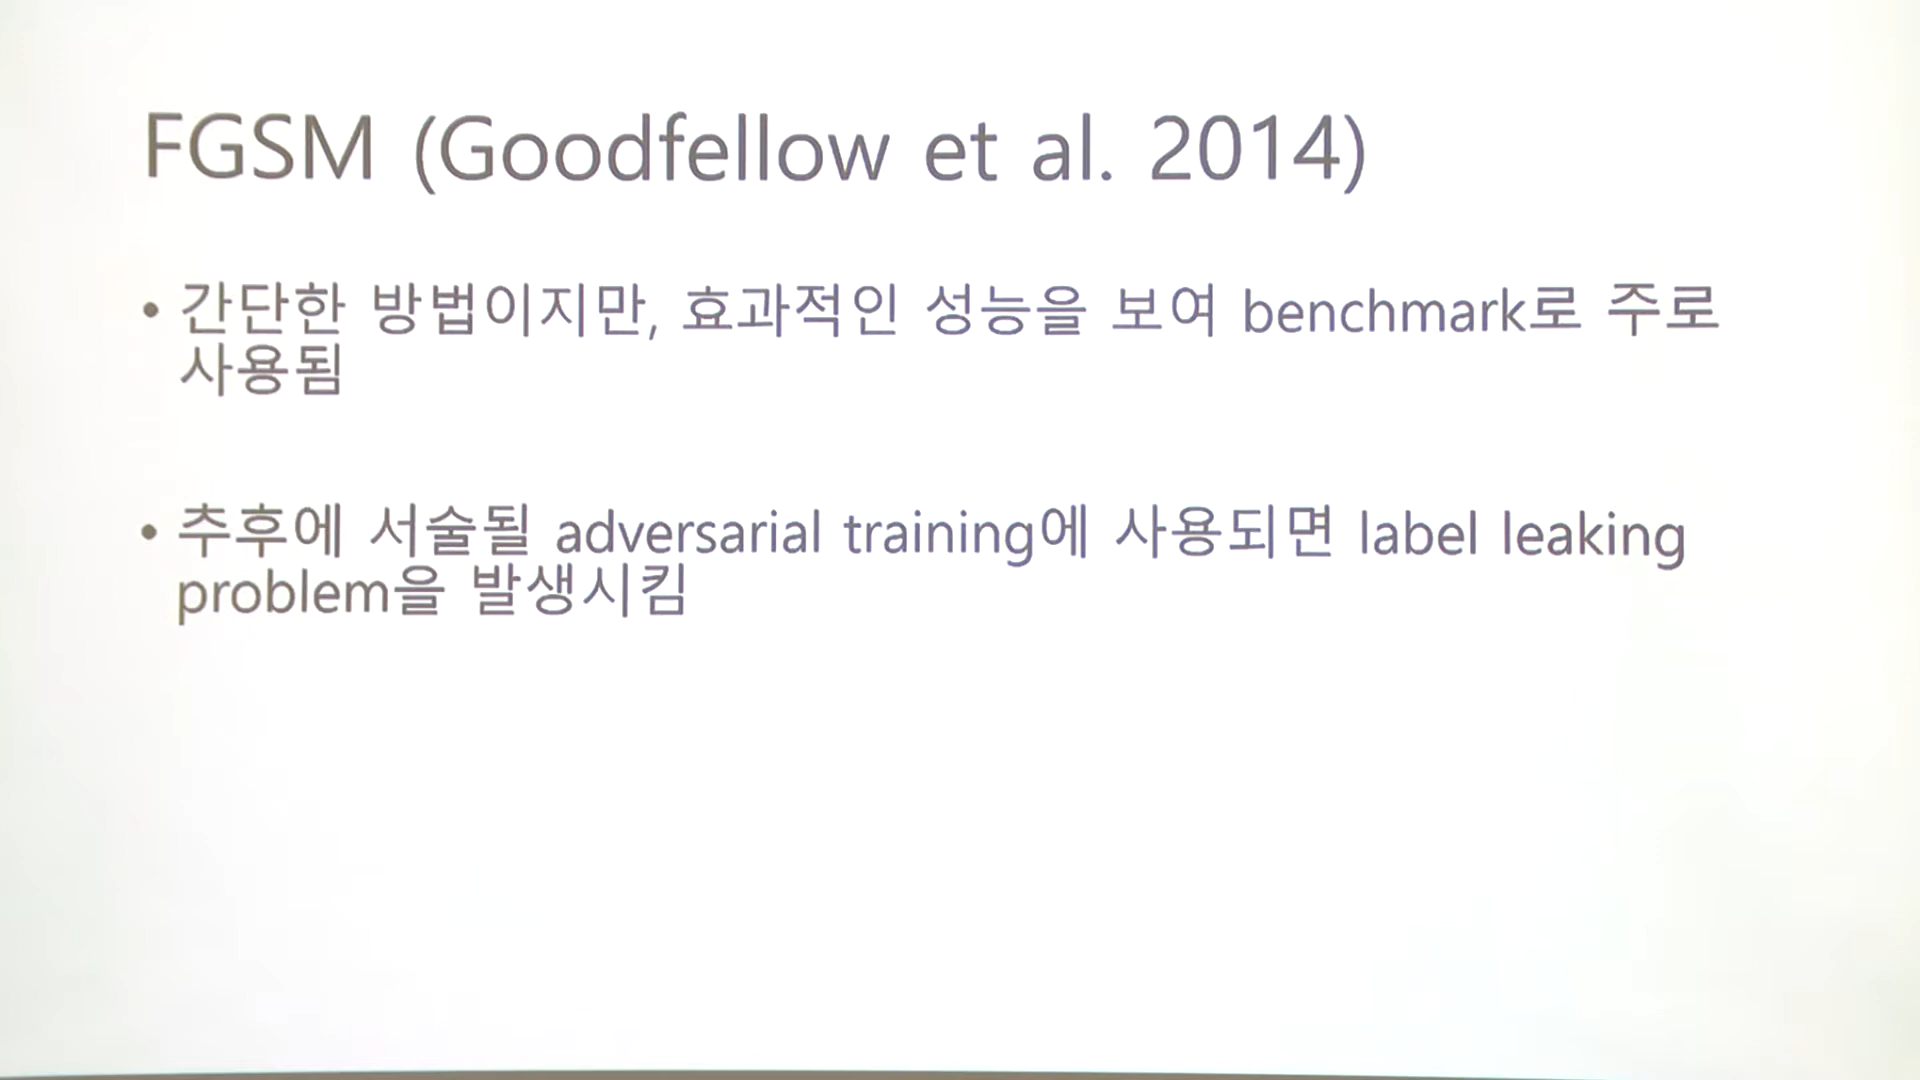 FGSM (Goodfellow et al. 2014)
• 간단한 방법이지만, 효과적인 성능을 보여 benchmark로 주로
사용됨
• 추후에 서술될 adversarial training에 사용되면 label leaking
problem을 발생시킴